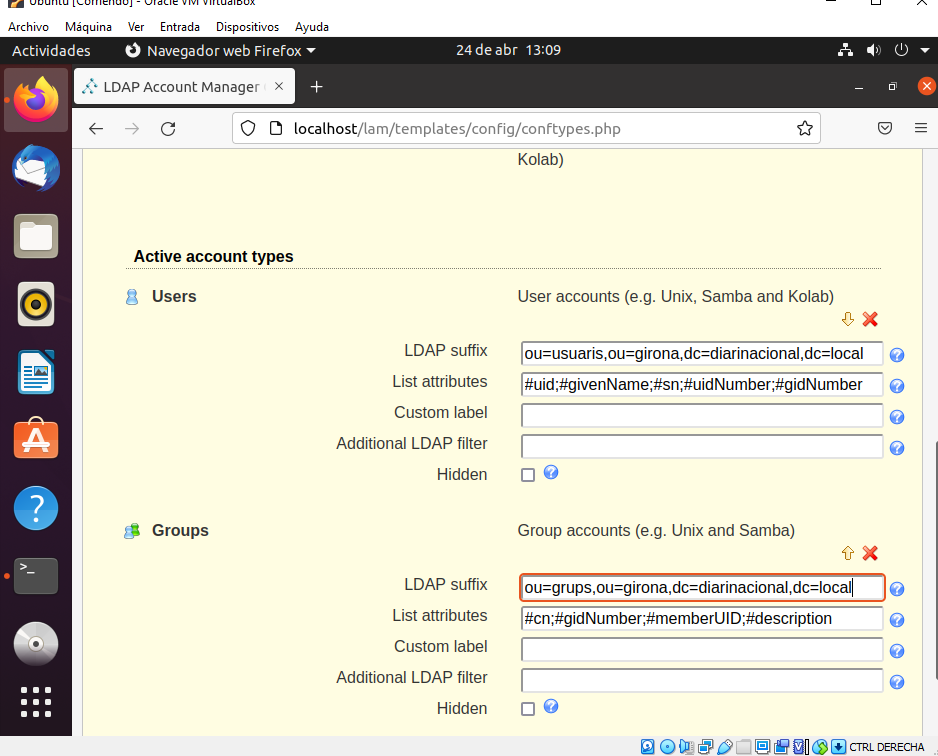 Ubuntu [Corriendo] - Oracle VM VirtualBox
Archivo Máquina Ver Entrada Dispositivos Ayuda
Actividades Navegador web Firefox 24 de abr 13:09
LDAP Account Manager
localhost/lam/templates/config/conftypes.php
Kolab)
Active account types
Users User accounts (e.g. Unix, Samba and Kolab)
LDAP suffix ou=usuaris,ou=girona,dc=diarinacional,dc=local
List attributes #uid;#givenName;#sn;#uidNumber;#gidNumber
Custom label
Additional LDAP filter
Hidden
Groups Group accounts (e.g. Unix and Samba)
LDAP suffix ou=grups,ou=girona,dc=diarinacional,dc=local
List attributes #cn;#gidNumber;#memberUID;#description
Custom label
Additional LDAP filter
Hidden
CTRL DERECHA